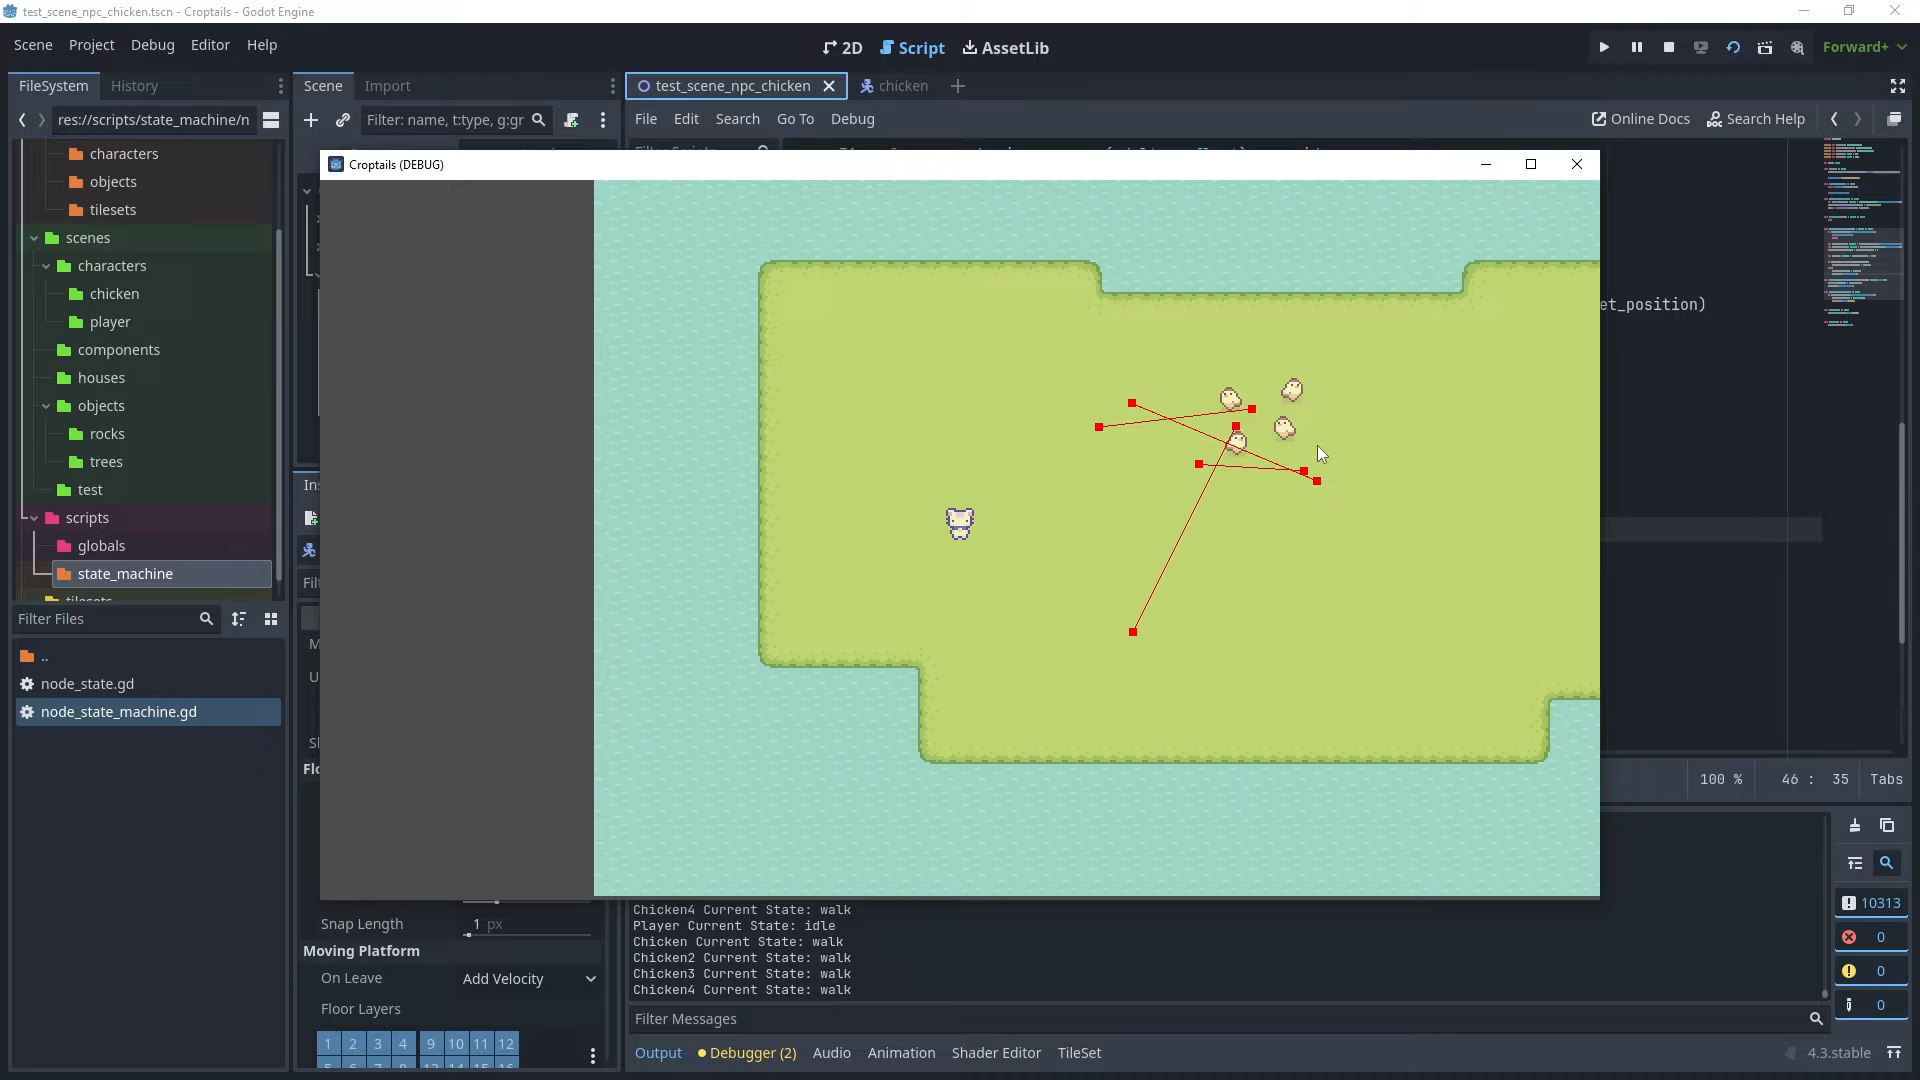 test_scene_npc_chicken.tscn - Croptails - Godot Engine
Scene Project Debug Editor Help
2D Script AssetLib
Forward+
FileSystem History
Scene Import
test_scene_npc_chicken chicken
res://scripts/state_machine/n
Filter: name, t:type, g:gr
File Edit Search Go To Debug
Online Docs Search Help
Croptails (DEBUG)
characters
objects
tilesets
scenes
characters
chicken
player
components
houses
objects
rocks
trees
test
scripts
globals
state_machine
tilesets
et_position)
Filter Files
..
node_state.gd
node_state_machine.gd
100 % 46 : 35 Tabs
Snap Length 1 px
Moving Platform
On Leave Add Velocity
Floor Layers
1 2 3 4 9 10 11 12
Chicken4 Current State: walk
Player Current State: idle
Chicken Current State: walk
Chicken2 Current State: walk
Chicken3 Current State: walk
Chicken4 Current State: walk
10313
0
0
0
Filter Messages
Output Debugger (2) Audio Animation Shader Editor TileSet
4.3.stable